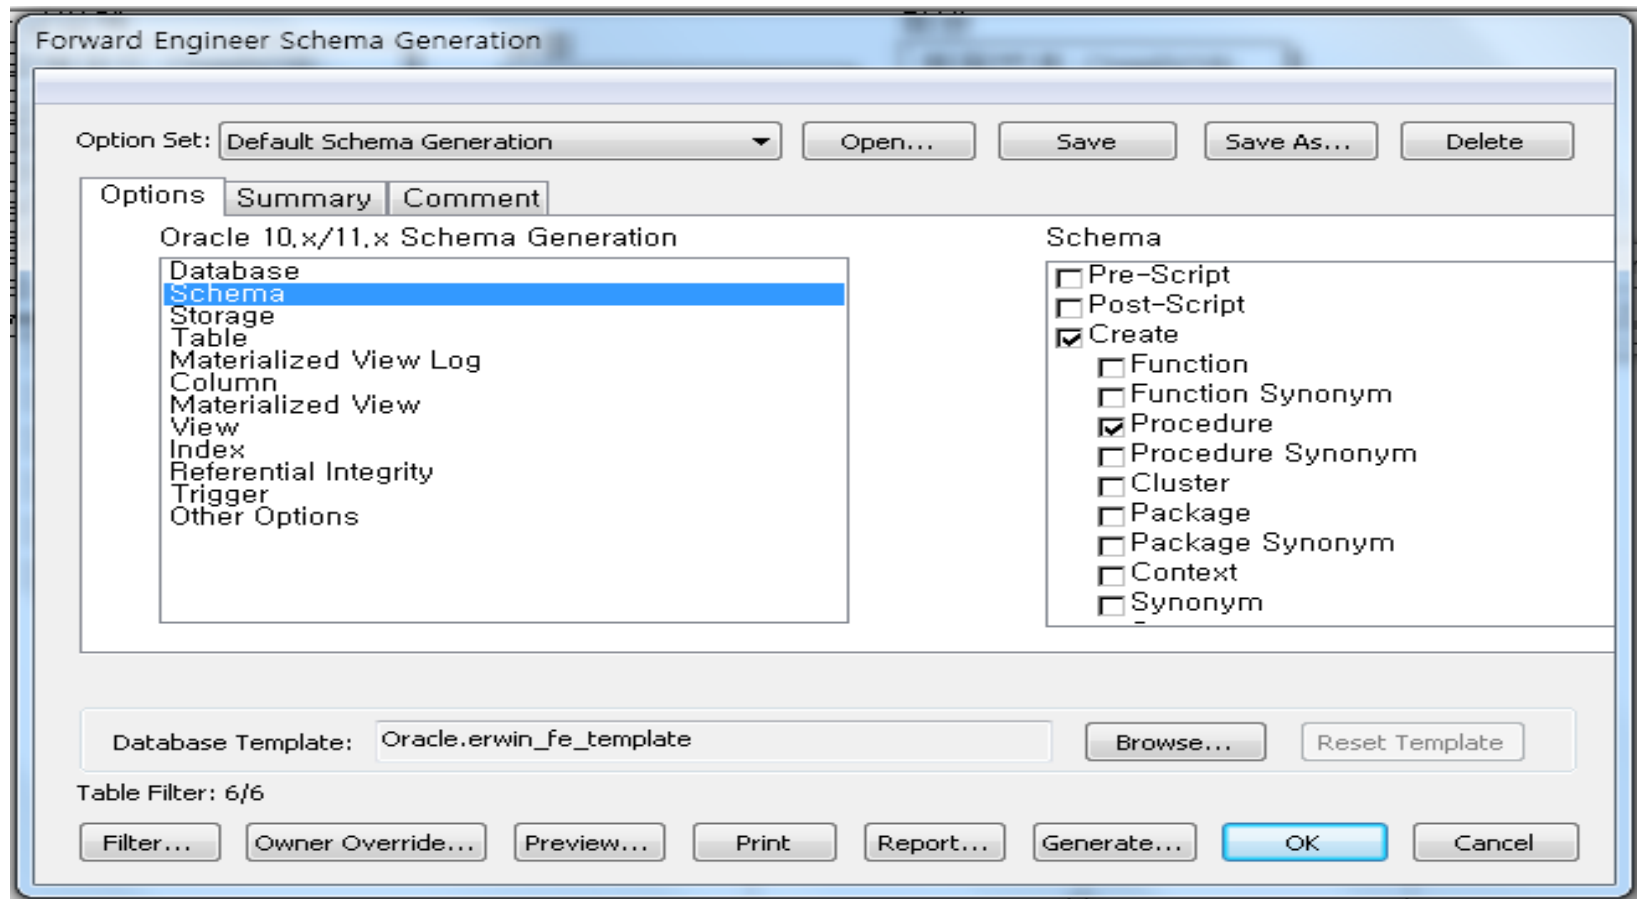 Forward Engineer Schema Generation
Option Set: Default Schema Generation Open... Save Save As... Delete
Options Summary Comment
Oracle 10.x/11.x Schema Generation
Database
Schema
Storage
Table
Materialized View Log
Column
Materialized View
View
Index
Referential Integrity
Trigger
Other Options
Schema
Pre-Script
Post-Script
Create
Function
Function Synonym
Procedure
Procedure Synonym
Cluster
Package
Package Synonym
Context
Synonym
Database Template: Oracle.erwin_fe_template Browse... Reset Template
Table Filter: 6/6
Filter... Owner Override... Preview... Print Report... Generate... OK Cancel